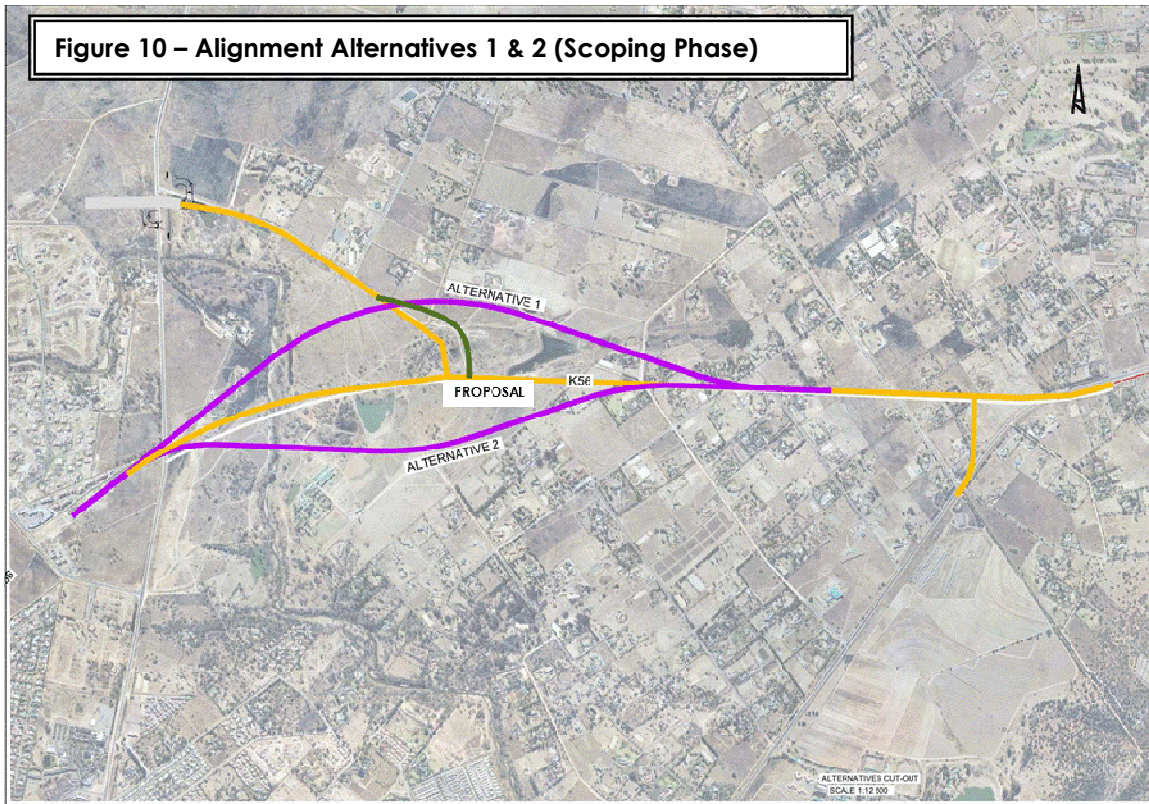 Figure 10 – Alignment Alternatives 1 & 2 (Scoping Phase)
ALTERNATIVE 1
K56
PROPOSAL
ALTERNATIVE 2
ALTERNATIVES CUT-OUT
SCALE 1:12 500